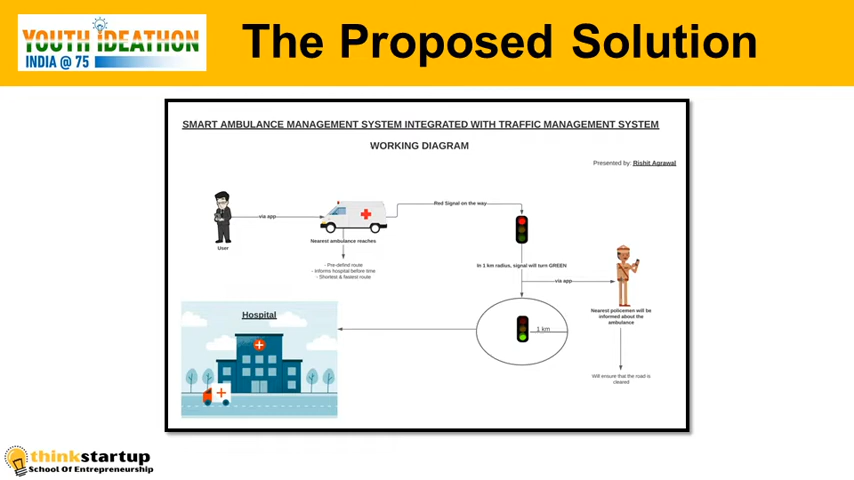 YOUTH IDEATHON
INDIA @ 75
The Proposed Solution
SMART AMBULANCE MANAGEMENT SYSTEM INTEGRATED WITH TRAFFIC MANAGEMENT SYSTEM
WORKING DIAGRAM
Presented by: Rishit Agrawal
User
via app
Nearest ambulance reaches
- Pre-defind route
- informs hospital before time
- Shortest & fastest route
Red Signal on the way
In 1 km radius, signal will turn GREEN
via app
Nearest policemen will be
informed about the
ambulance
Will ensure that the road is
cleared
1 km
Hospital
thinkstartup
School Of Entrepreneurship